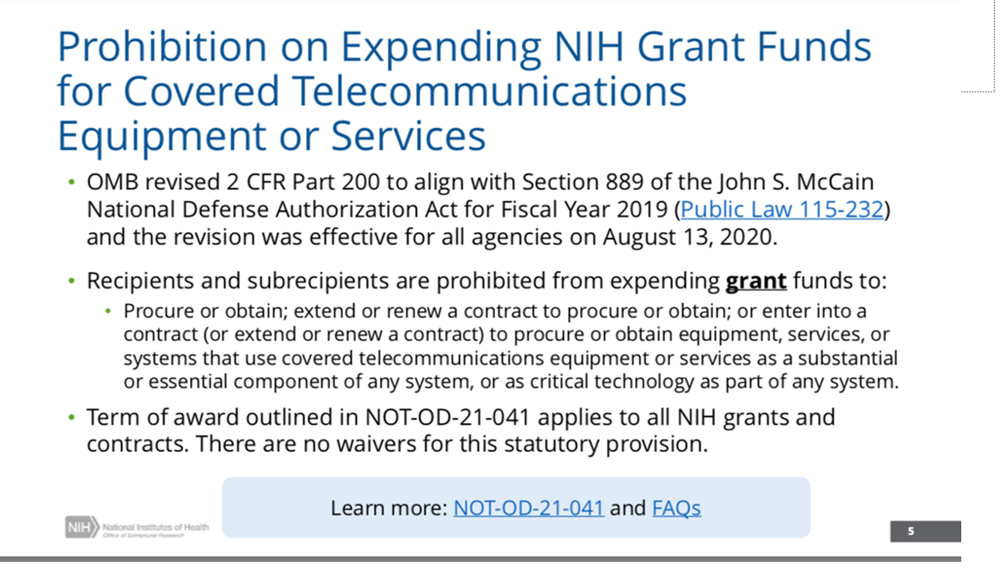 Prohibition on Expending NIH Grant Funds
for Covered Telecommunications
Equipment or Services
• OMB revised 2 CFR Part 200 to align with Section 889 of the John S. McCain
National Defense Authorization Act for Fiscal Year 2019 (Public Law 115-232)
and the revision was effective for all agencies on August 13, 2020.
• Recipients and subrecipients are prohibited from expending grant funds to:
• Procure or obtain; extend or renew a contract to procure or obtain; or enter into a
contract (or extend or renew a contract) to procure or obtain equipment, services, or
systems that use covered telecommunications equipment or services as a substantial
or essential component of any system, or as critical technology as part of any system.
• Term of award outlined in NOT-OD-21-041 applies to all NIH grants and
contracts. There are no waivers for this statutory provision.
Learn more: NOT-OD-21-041 and FAQs
NIH National Institutes of Health
Office of Extramural Research
5